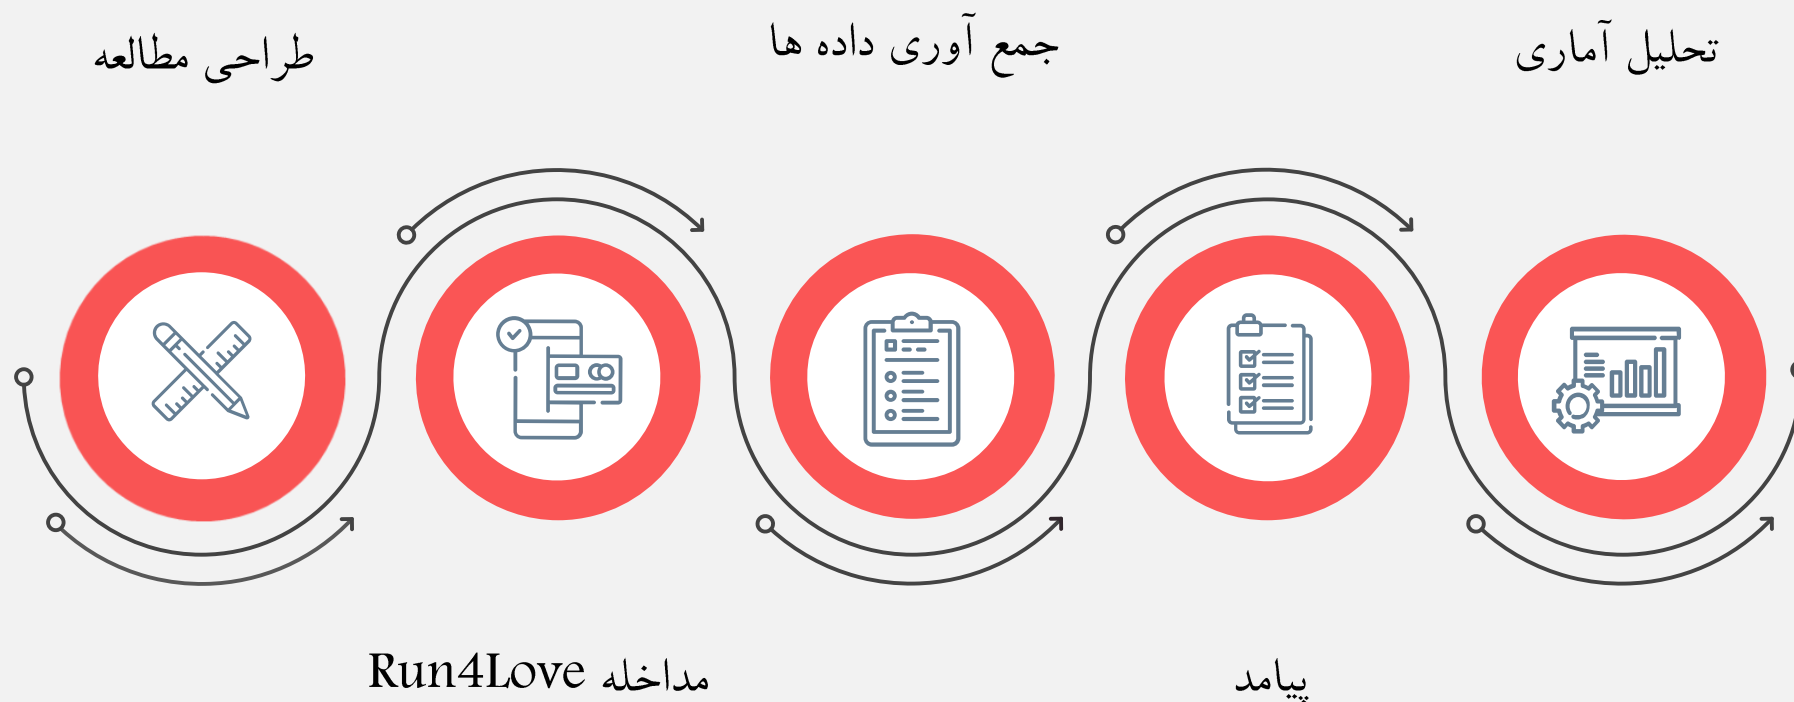 طراحی مطالعه
مداخله Run4Love
جمع آوری داده ها
پیامد
تحلیل آماری